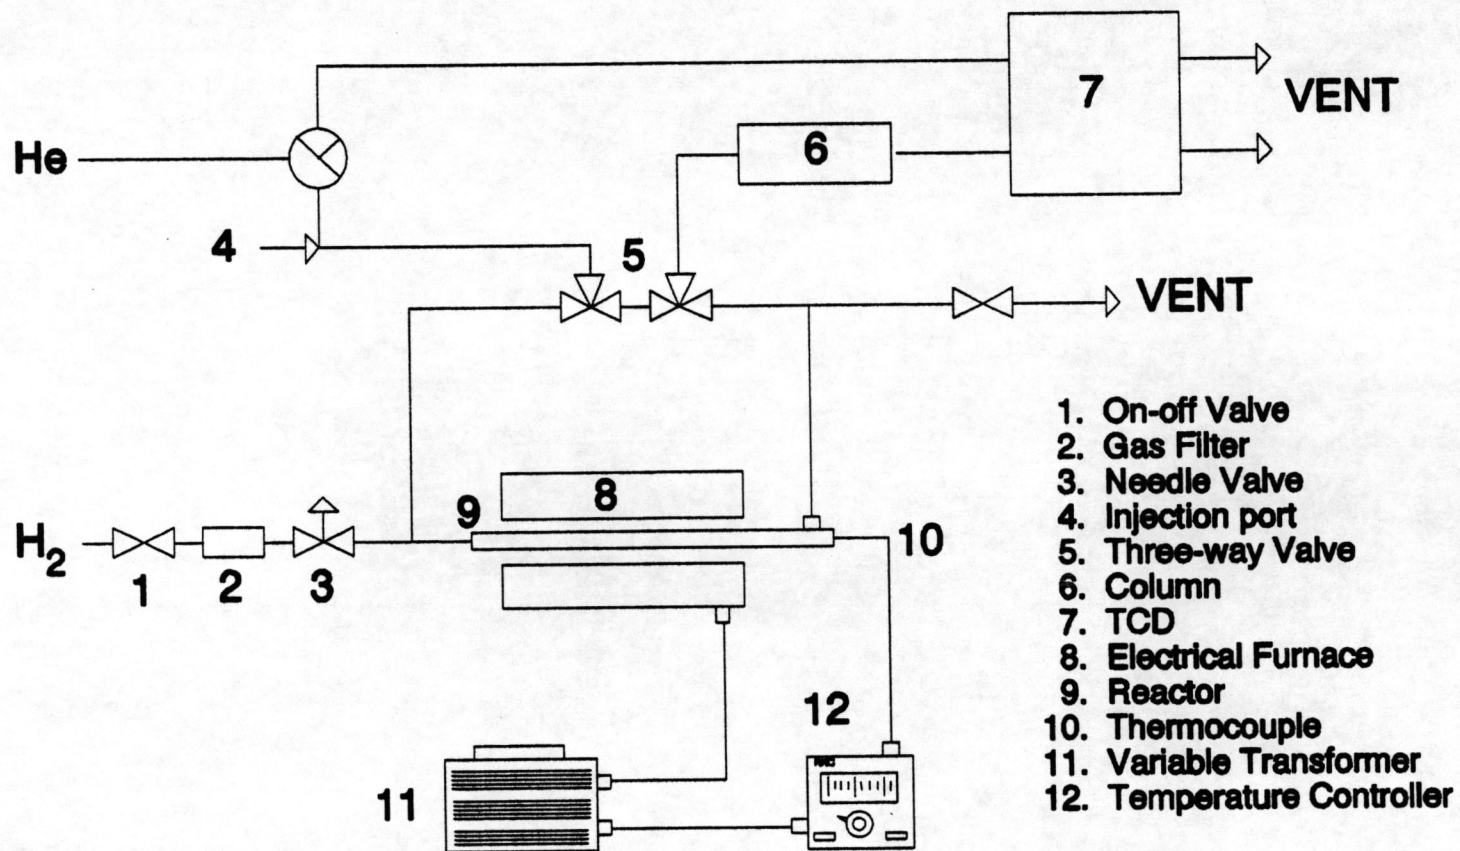 7
VENT
6
He
4
5
VENT
8
9
10
H2
1
2
3
12
11
1. On-off Valve
2. Gas Filter
3. Needle Valve
4. Injection port
5. Three-way Valve
6. Column
7. TCD
8. Electrical Furnace
9. Reactor
10. Thermocouple
11. Variable Transformer
12. Temperature Controller